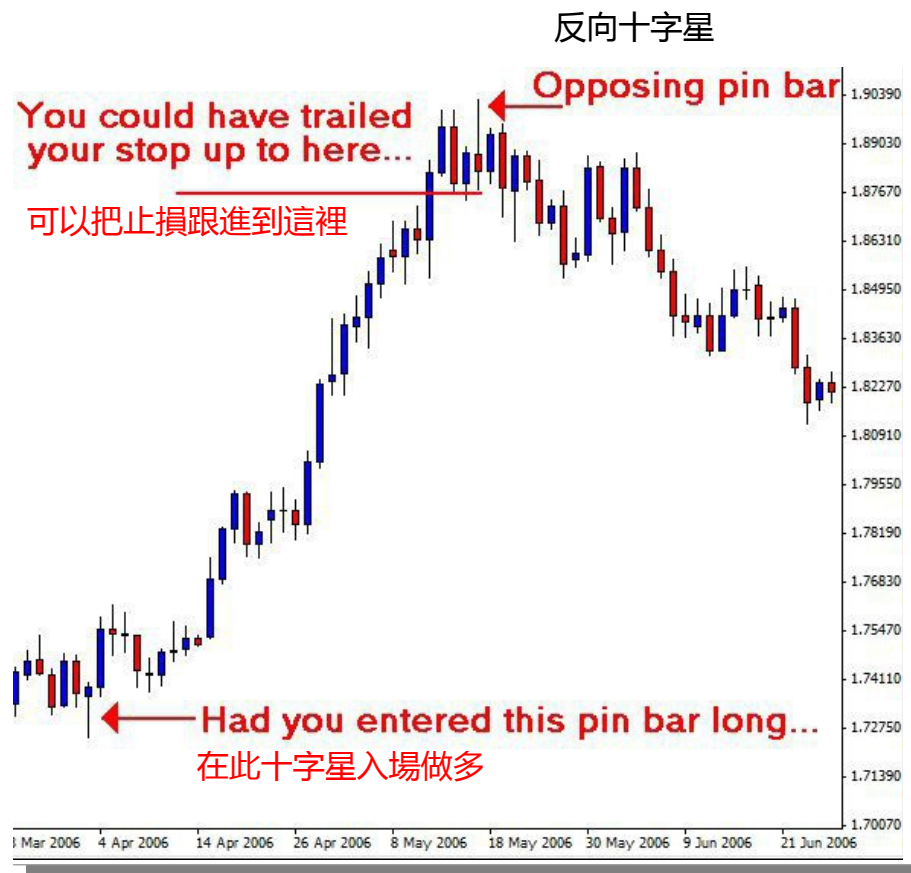 反向十字星
Opposing pin bar
You could have trailed
your stop up to here...
可以把止損跟進到這裡
Had you entered this pin bar long...
在此十字星入場做多
1.90390
1.89030
1.87670
1.86310
1.84950
1.83630
1.82270
1.80910
1.79550
1.78190
1.76830
1.75470
1.74110
1.72750
1.71390
1.70070
Mar 2006 4 Apr 2006 14 Apr 2006 26 Apr 2006 8 May 2006 18 May 2006 30 May 2006 9 Jun 2006 21 Jun 2006